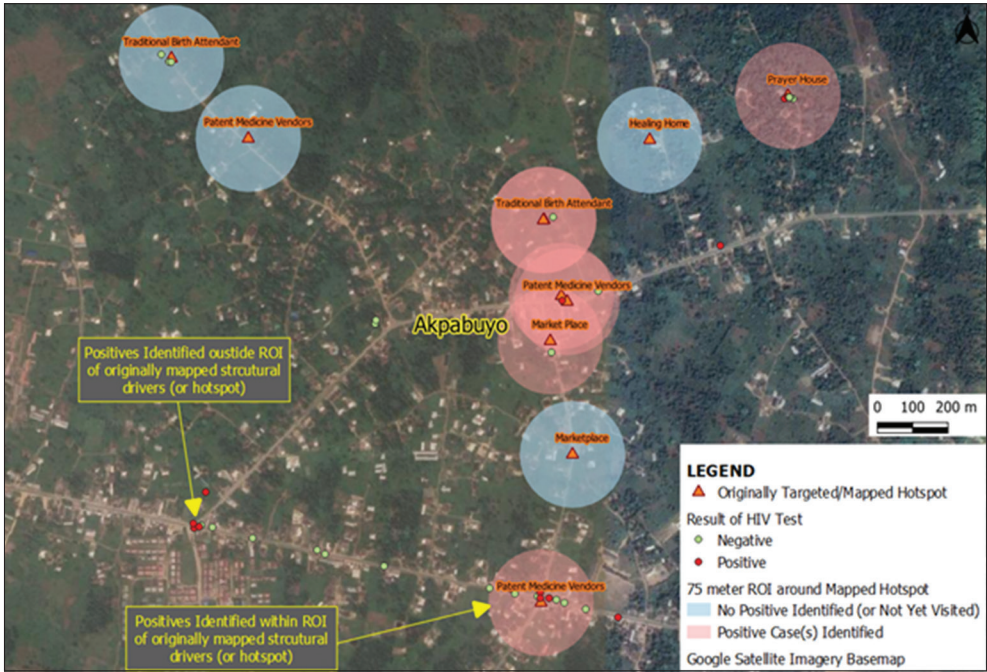 Traditional Birth Attendant
Patent Medicine Vendors
Prayer House
Healing Home
Traditional Birth Attendant
Patent Medicine Vendors
Market Place
Akpabuyo
Positives Identified oustide ROI
of originally mapped strcutural
drivers (or hotspot)
Marketplace
Patent Medicine Vendors
Positives Identified within ROI
of originally mapped strcutural
drivers (or hotspot)
0 100 200 m
LEGEND
Originally Targeted/Mapped Hotspot
Result of HIV Test
Negative
Positive
75 meter ROI around Mapped Hotspot
No Positive Identified (or Not Yet Visited)
Positive Case(s) Identified
Google Satellite Imagery Basemap